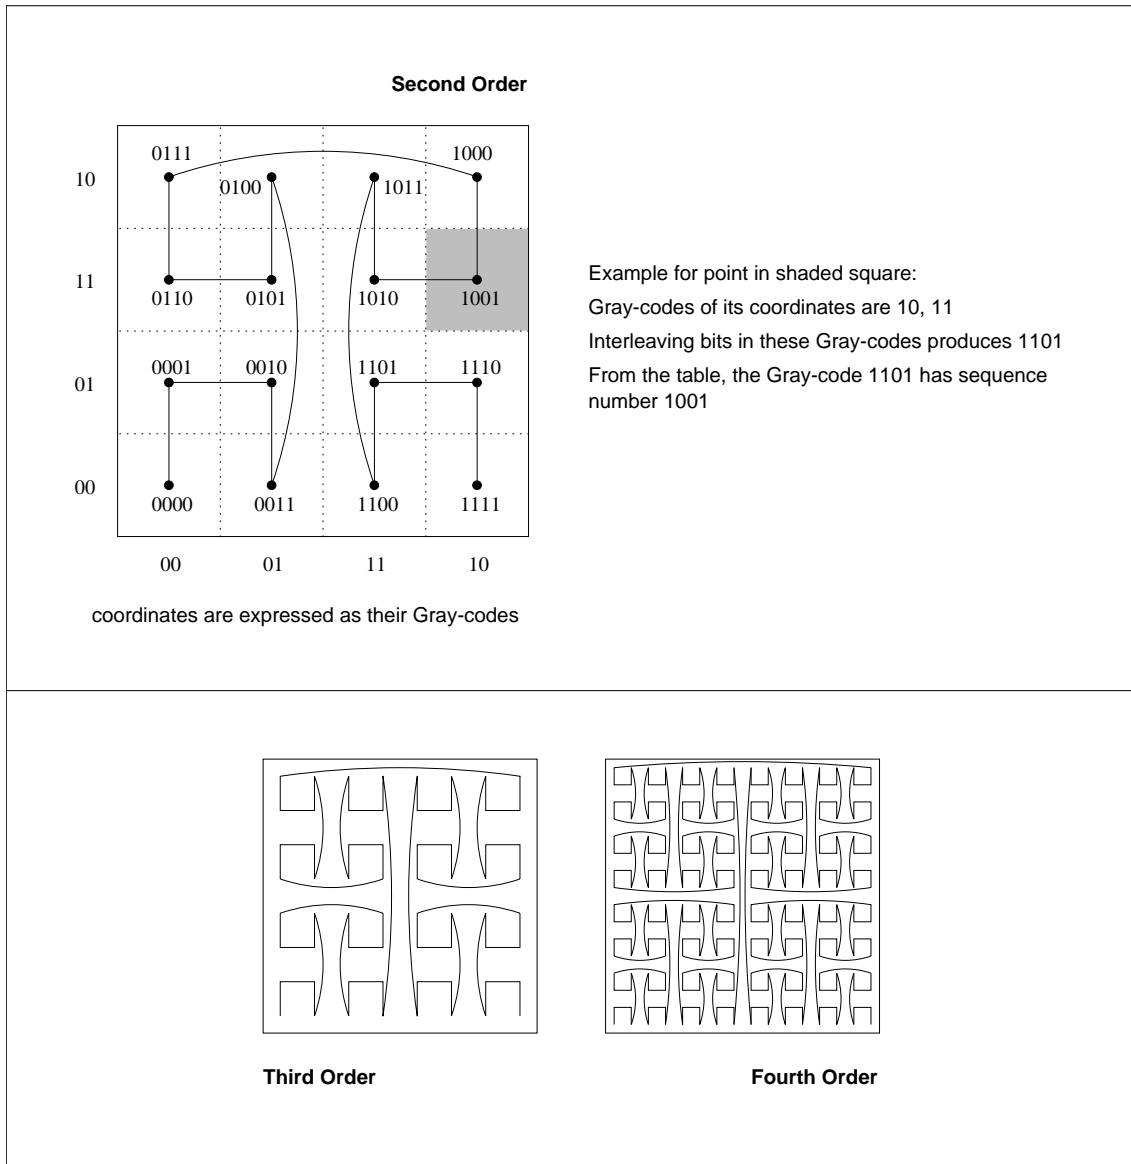 Second Order
0111 1000
10 0100 1011
11
0110 0101 1010 1001
0001 0010 1101 1110
01
00
0000 0011 1100 1111
00 01 11 10
coordinates are expressed as their Gray-codes
Example for point in shaded square:
Gray-codes of its coordinates are 10, 11
Interleaving bits in these Gray-codes produces 1101
From the table, the Gray-code 1101 has sequence
number 1001
Third Order
Fourth Order